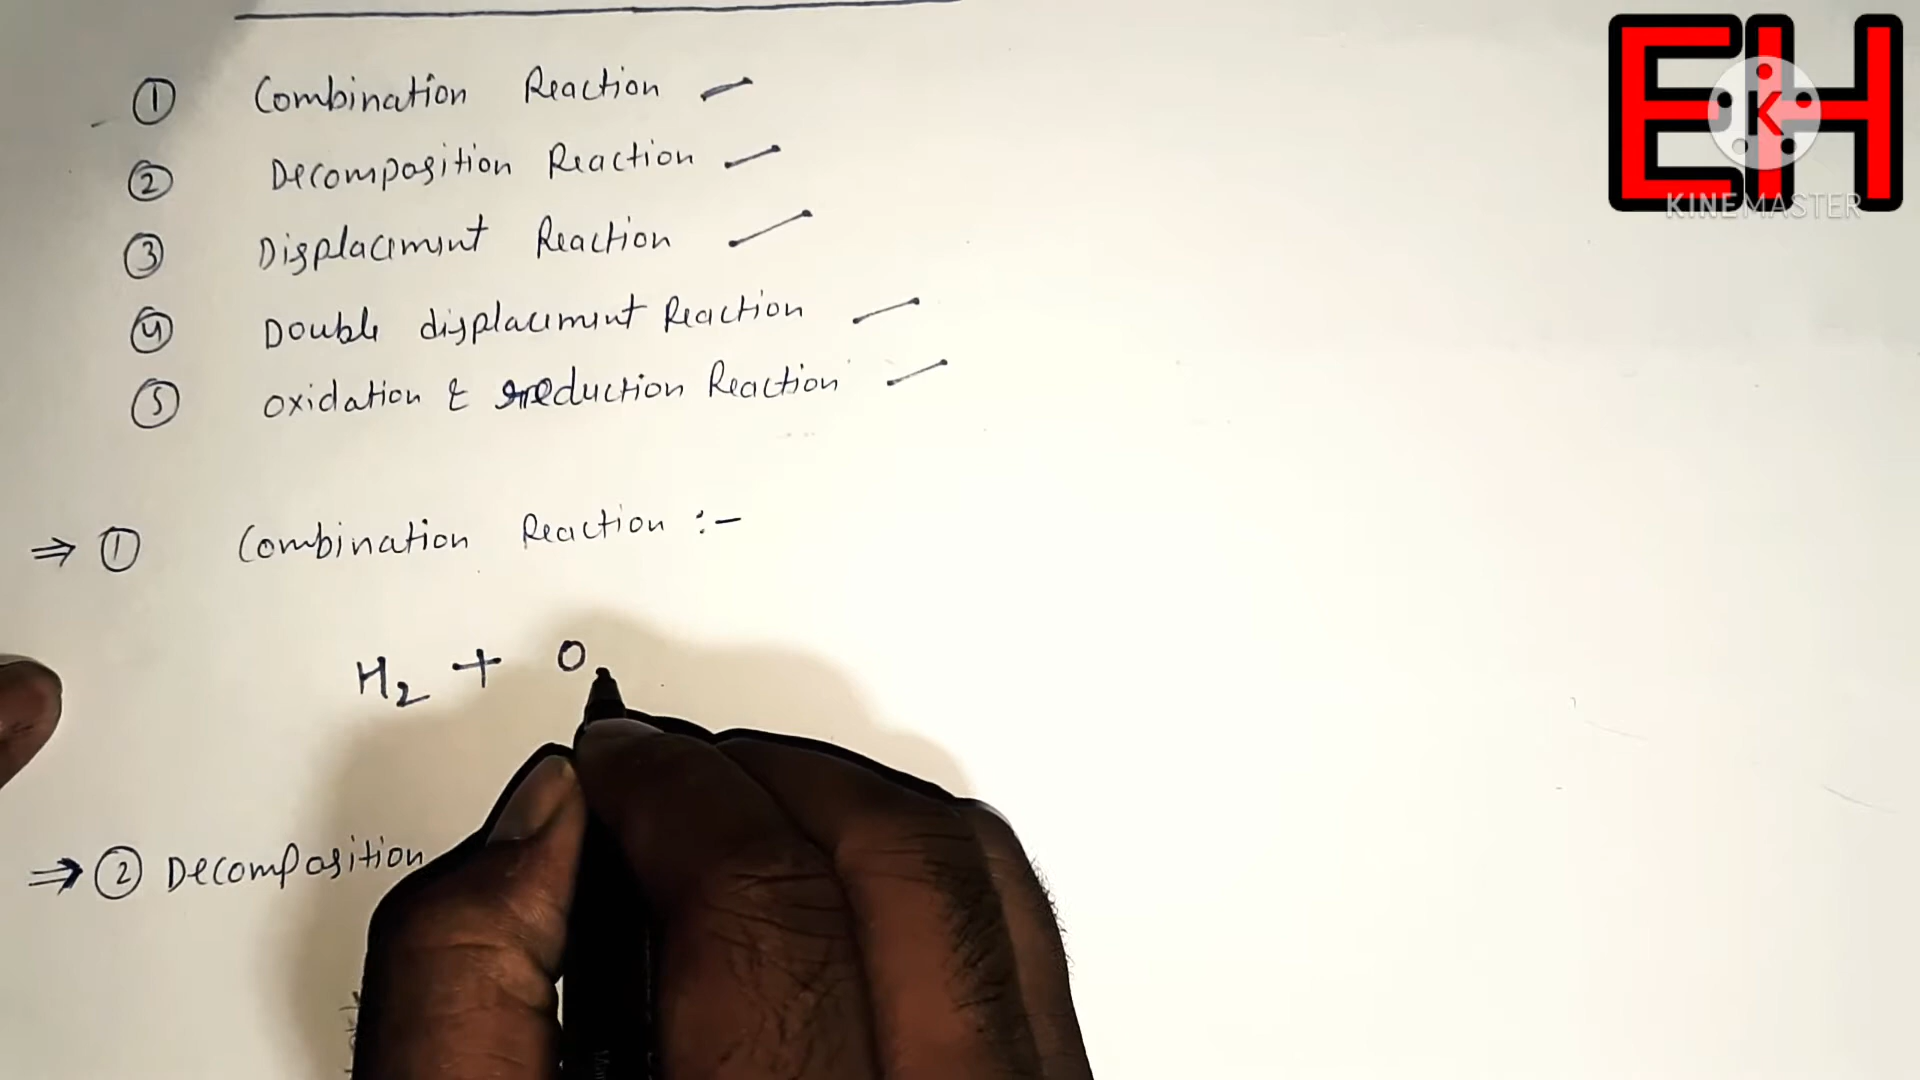 ① Combination Reaction
② Decomposition Reaction
③ Displacement Reaction
④ Double displacement Reaction
⑤ oxidation & reduction Reaction
⇒ ① Combination Reaction :-
H₂ + O
⇒ ② Decomposition
EH
K
KINEMASTER